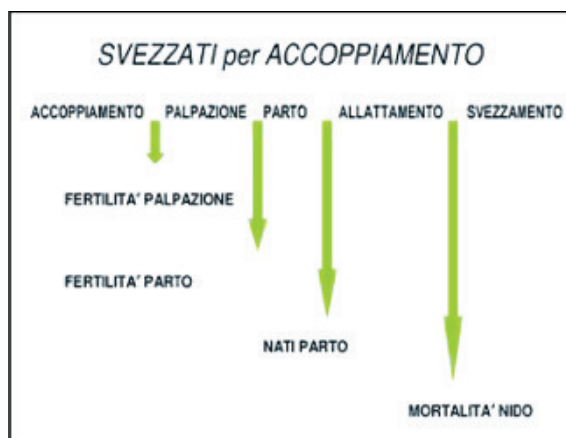 SVEZZATI per ACCOPPIAMENTO
ACCOPPIAMENTO PALPAZIONE PARTO ALLATTAMENTO SVEZZAMENTO
FERTILITA' PALPAZIONE
FERTILITA' PARTO
NATI PARTO
MORTALITA' NIDO